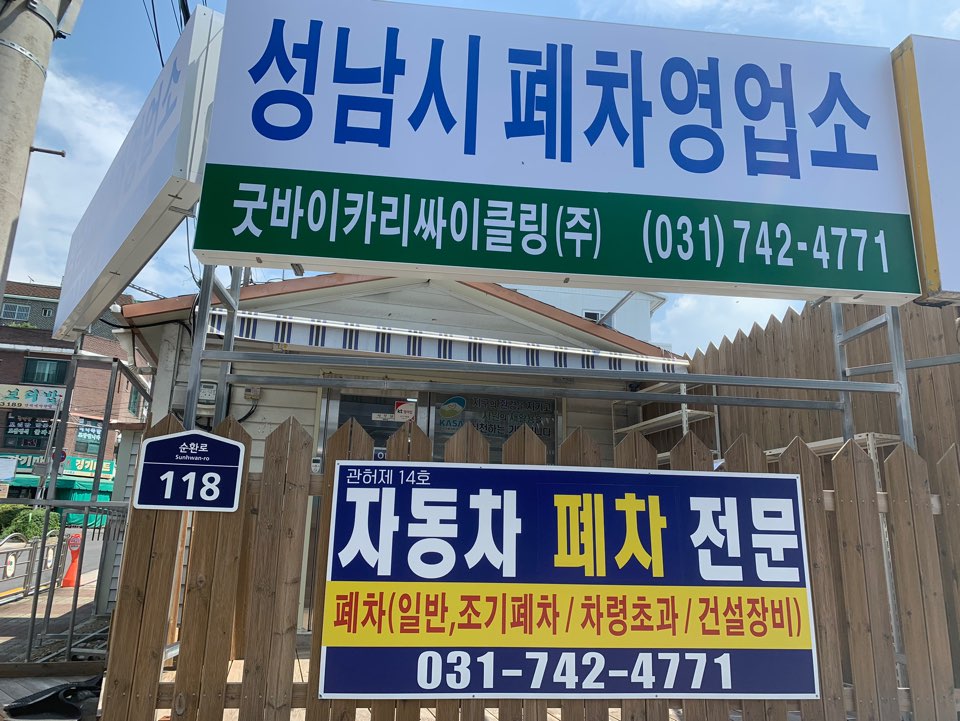 성남시 폐차영업소
굿바이카리싸이클링(주) (031) 742-4771
순환로
Sunhwan-ro
118
관허제 14호
자동차 폐차 전문
폐차(일반,조기폐차 / 차령초과 / 건설장비)
031-742-4771
kt
KASA